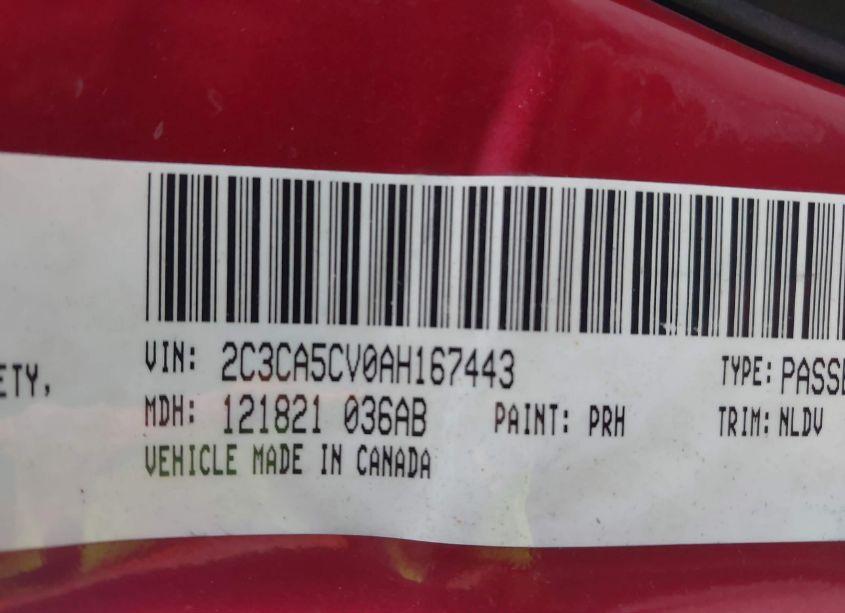 VIN: 2C3CA5CV0AH167443 TYPE: PASSE
ETY,
MDH: 121821 036AB PAINT: PRH TRIM: NLDV
VEHICLE MADE IN CANADA